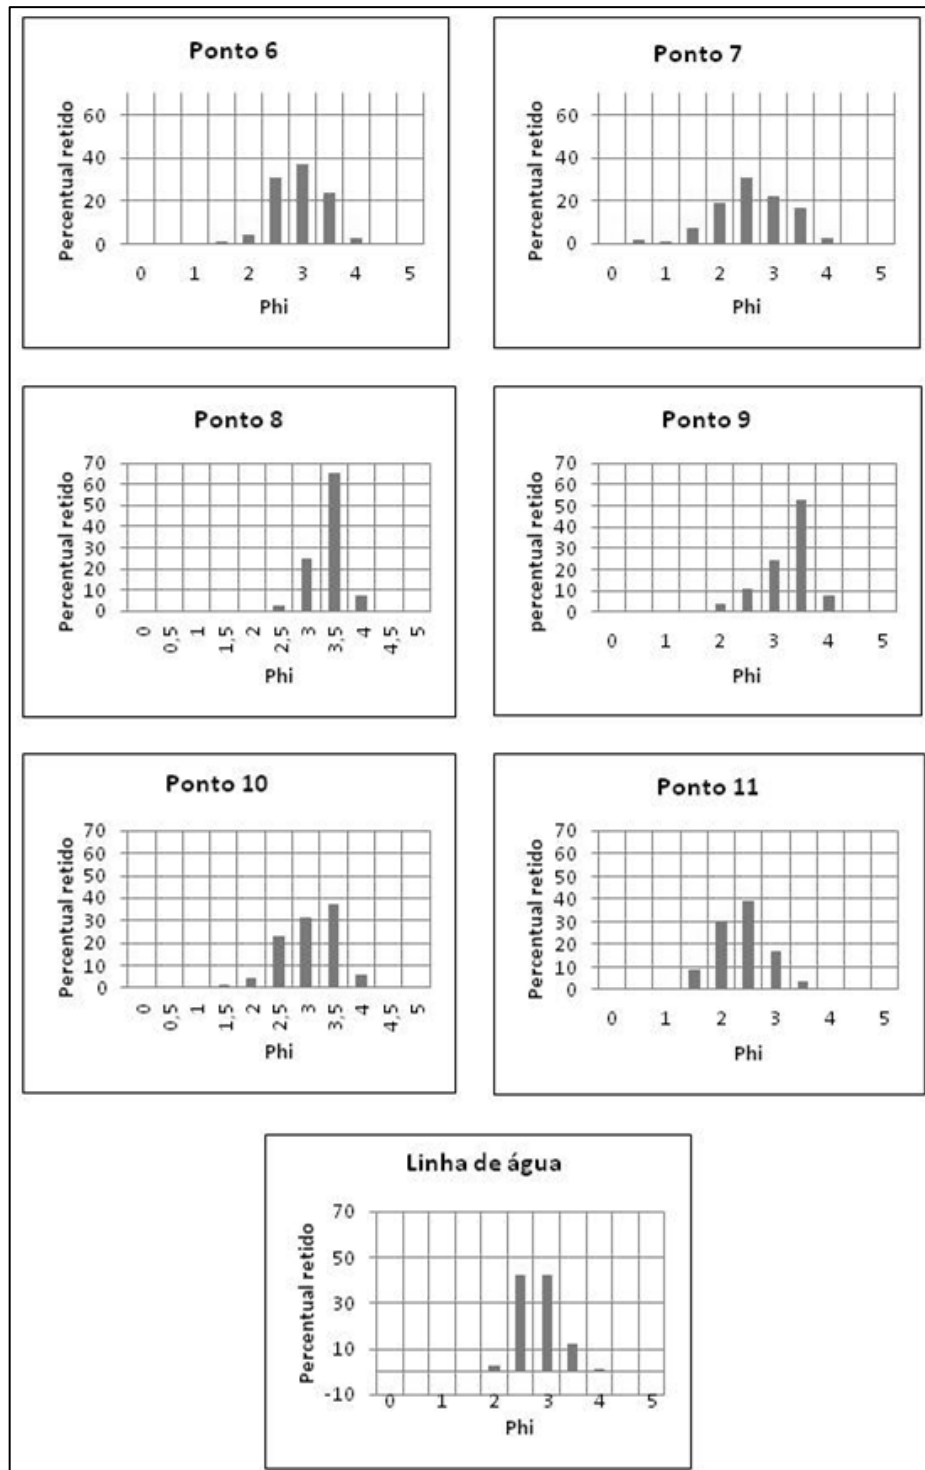 Ponto 6
Percentual retido
60
40
20
0
0 1 2 3 4 5
Phi
Ponto 7
Percentual retido
60
40
20
0
0 1 2 3 4 5
Phi
Ponto 8
Percentual retido
70
60
50
40
30
20
10
0
0 0,5 1 1,5 2 2,5 3 3,5 4 4,5 5
Phi
Ponto 9
percentual retido
70
60
50
40
30
20
10
0
0 1 2 3 4 5
Phi
Ponto 10
Percentual retido
70
60
50
40
30
20
10
0
0 0,5 1 1,5 2 2,5 3 3,5 4 4,5 5
Phi
Ponto 11
Percentual retido
70
60
50
40
30
20
10
0
0 1 2 3 4 5
Phi
Linha de água
Percentual retido
70
50
30
10
-10
0 1 2 3 4 5
Phi